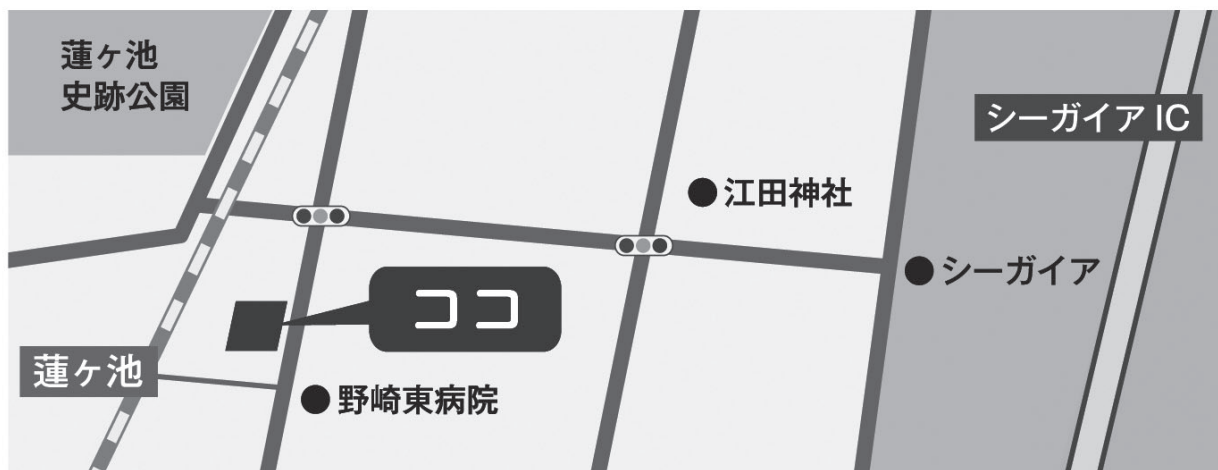 蓮ヶ池
史跡公園
シーガイア IC
江田神社
シーガイア
ココ
蓮ヶ池
野崎東病院